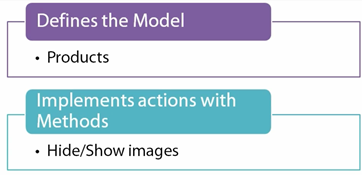 Defines the Model
• Products
Implements actions with
Methods
• Hide/Show images